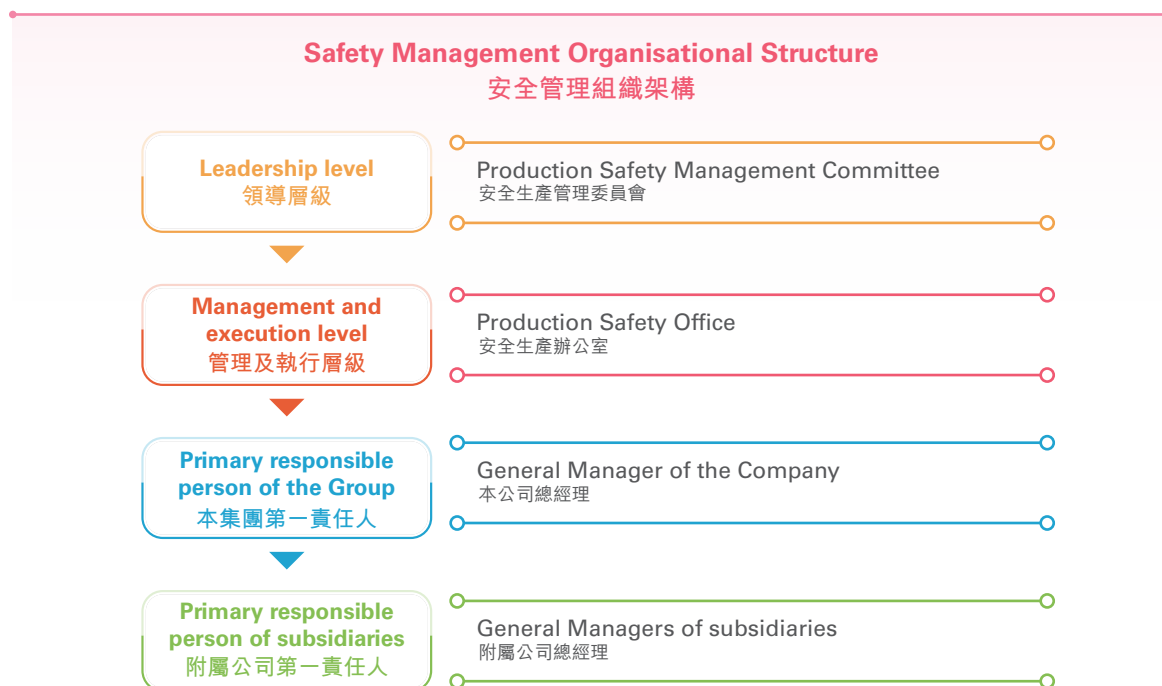 Safety Management Organisational Structure
安全管理組織架構
Leadership level
領導層級
Production Safety Management Committee
安全生產管理委員會
Management and
execution level
管理及執行層級
Production Safety Office
安全生產辦公室
Primary responsible
person of the Group
本集團第一責任人
General Manager of the Company
本公司總經理
Primary responsible
person of subsidiaries
附屬公司第一責任人
General Managers of subsidiaries
附屬公司總經理